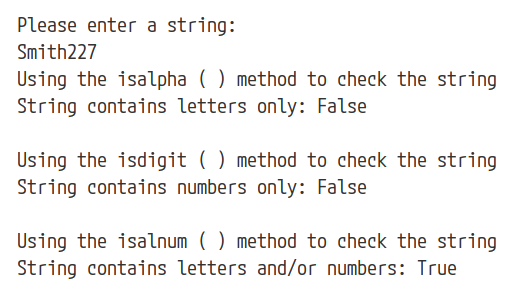 Please enter a string:
Smith227
Using the isalpha ( ) method to check the string
String contains letters only: False
Using the isdigit ( ) method to check the string
String contains numbers only: False
Using the isalnum ( ) method to check the string
String contains letters and/or numbers: True